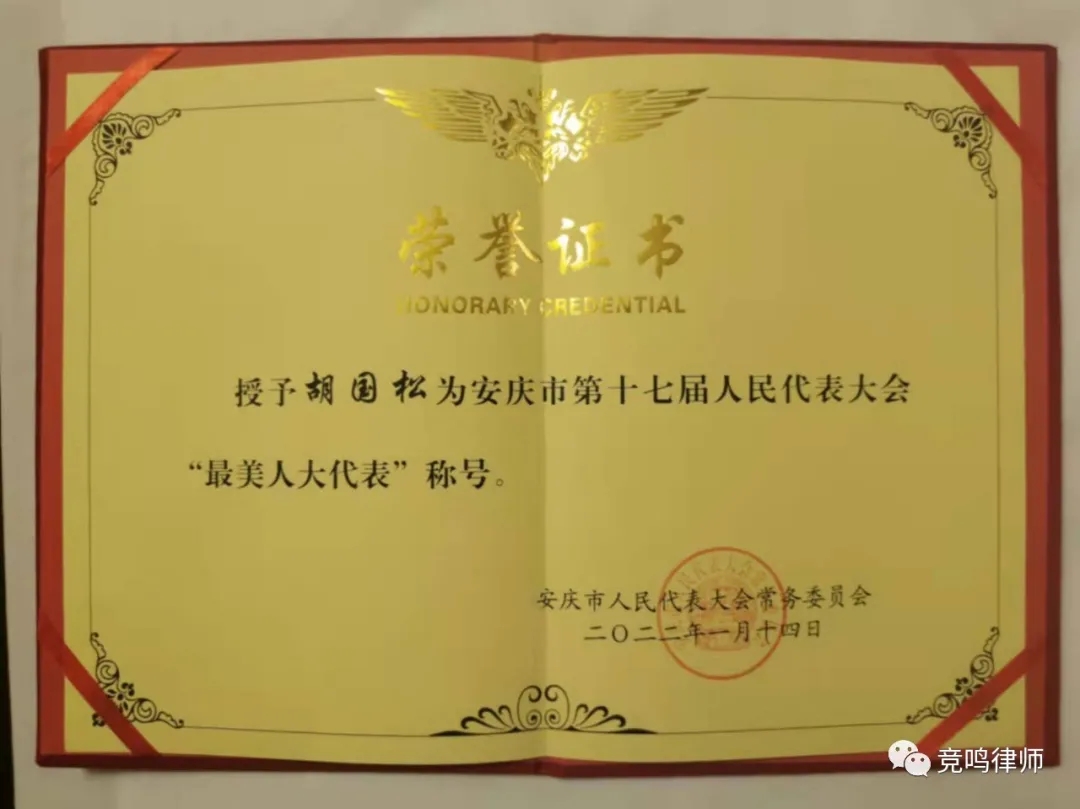 荣誉证书
HONORARY CREDENTIAL
授予胡国松为安庆市第十七届人民代表大会
“最美人大代表”称号。
安庆市人民代表大会常务委员会
二〇二二年一月十四日
竞鸣律师